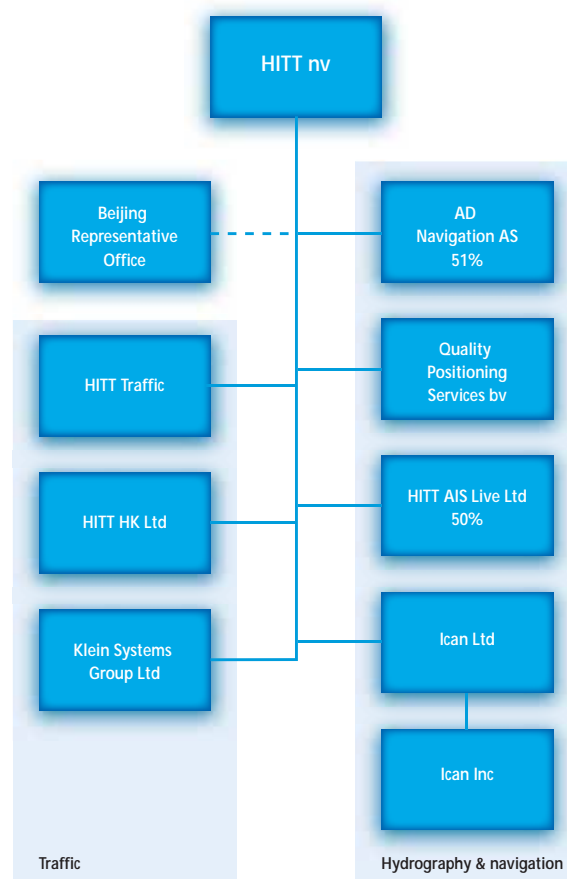 HITT nv
Beijing
Representative
Office
AD
Navigation AS
51%
HITT Traffic
Quality
Positioning
Services bv
HITT HK Ltd
HITT AIS Live Ltd
50%
Klein Systems
Group Ltd
Ican Ltd
Ican Inc
Traffic
Hydrography & navigation